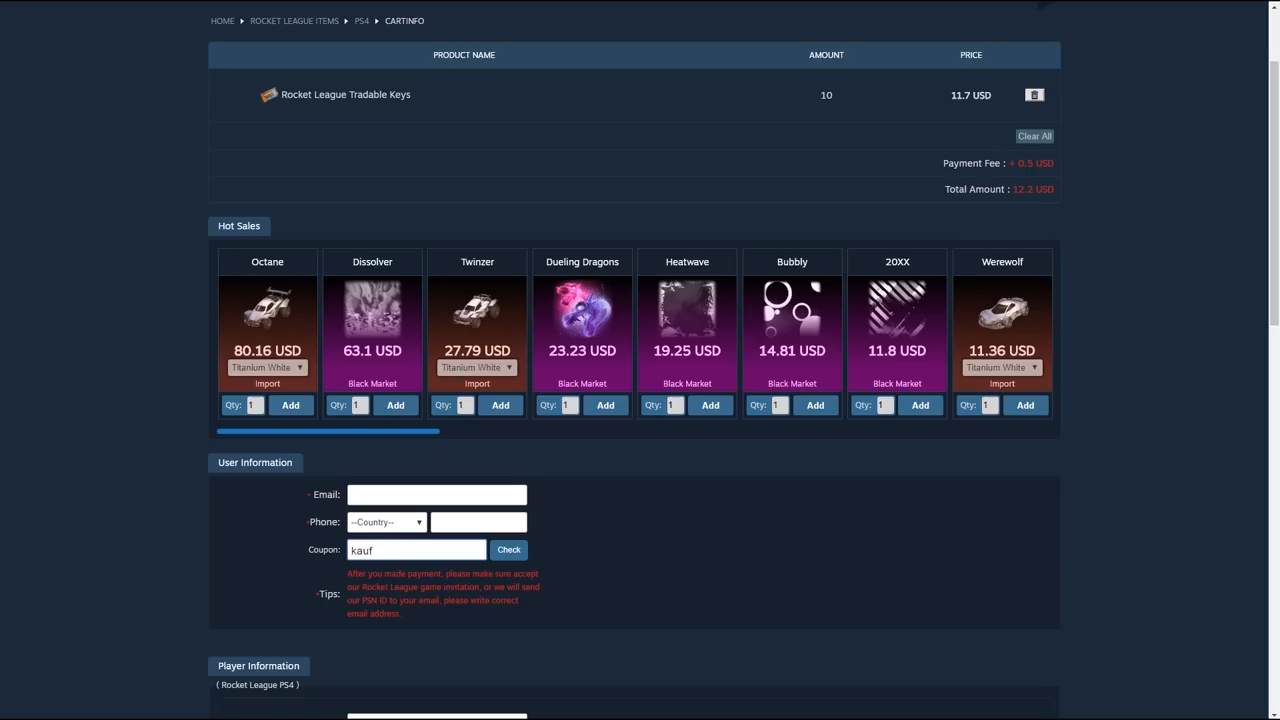 HOME ▶ ROCKET LEAGUE ITEMS ▶ PS4 ▶ CARTINFO
PRODUCT NAME AMOUNT PRICE
Rocket League Tradable Keys 10 11.7 USD
Clear All
Payment Fee : + 0.5 USD
Total Amount : 12.2 USD
Hot Sales
Octane Dissolver Twinzer Dueling Dragons Heatwave Bubbly 20XX Werewolf
80.16 USD 63.1 USD 27.79 USD 23.23 USD 19.25 USD 14.81 USD 11.8 USD 11.36 USD
Titanium White ▼ Titanium White ▼ Titanium White ▼
Import Black Market Import Black Market Black Market Black Market Black Market Import
Qty: 1 Add Qty: 1 Add Qty: 1 Add Qty: 1 Add Qty: 1 Add Qty: 1 Add Qty: 1 Add Qty: 1 Add
User Information
* Email:
*Phone: --Country-- ▼
Coupon: kauf Check
After you made payment, please make sure accept
our Rocket League game invitation, or we will send
*Tips:
our PSN ID to your email, please write correct
email address.
Player Information
( Rocket League PS4 )